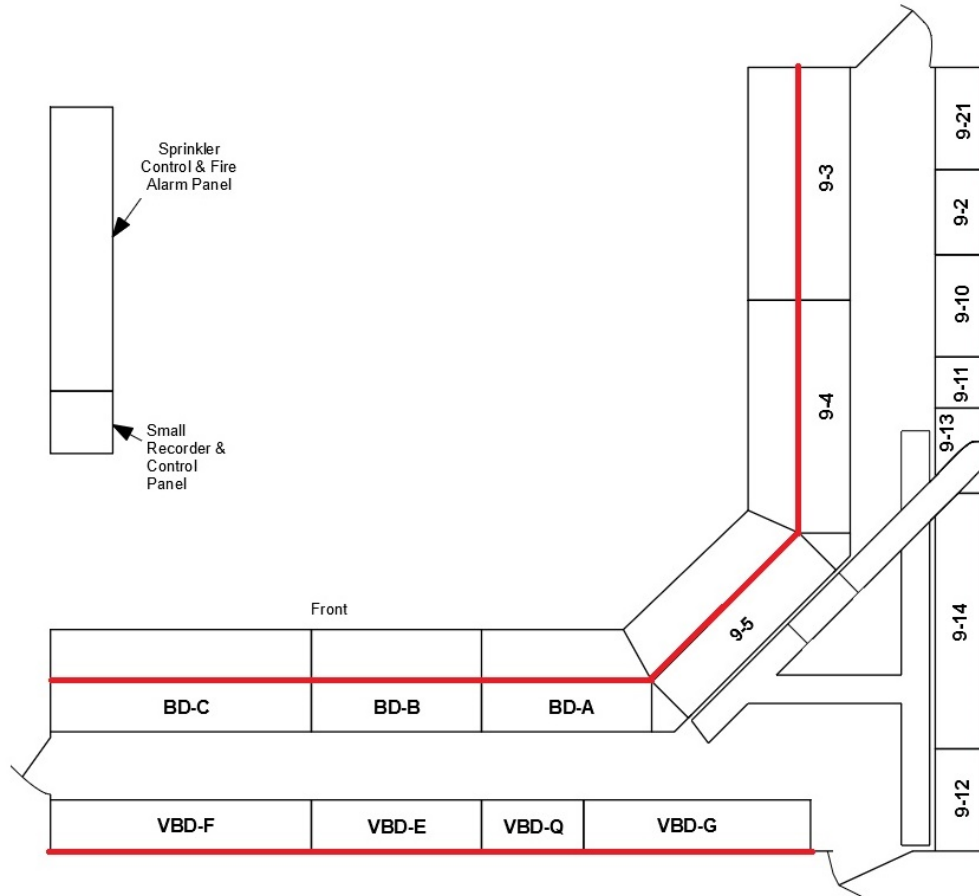 Sprinkler
Control & Fire
Alarm Panel
Small
Recorder &
Control
Panel
Front
9-21
9-2
9-10
9-11
9-13
9-14
9-12
9-3
9-4
9-5
BD-C
BD-B
BD-A
VBD-F
VBD-E
VBD-Q
VBD-G